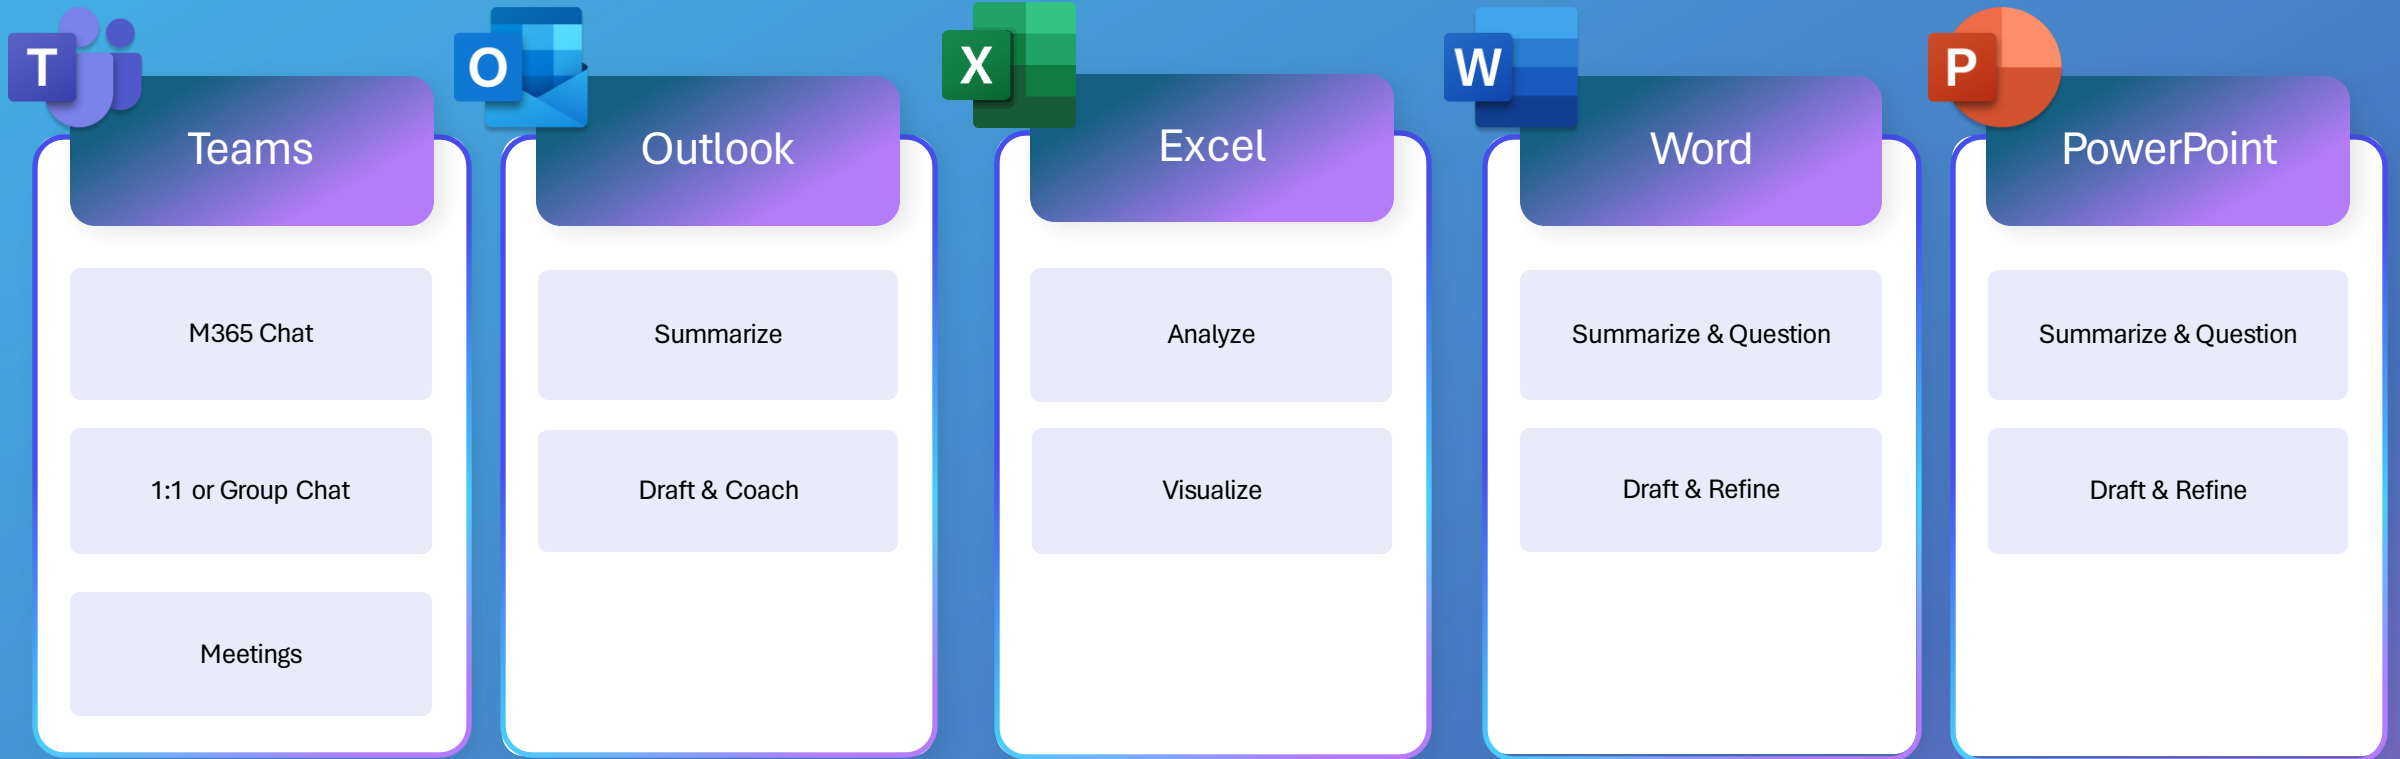 T
Teams
M365 Chat
1:1 or Group Chat
Meetings
O
Outlook
Summarize
Draft & Coach
X
Excel
Analyze
Visualize
W
Word
Summarize & Question
Draft & Refine
P
PowerPoint
Summarize & Question
Draft & Refine